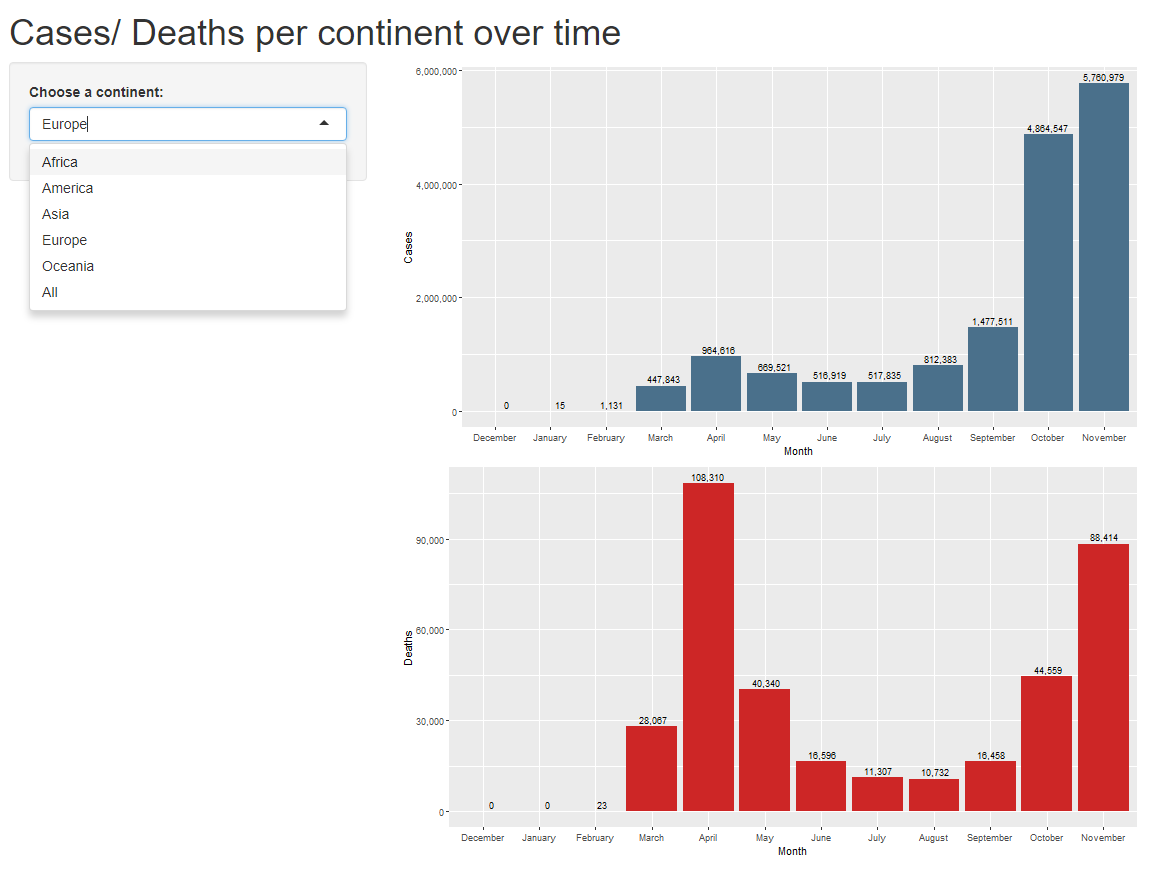 Cases/ Deaths per continent over time
Choose a continent:
Europe
Africa
America
Asia
Europe
Oceania
All
6,000,000
4,000,000
2,000,000
0
Cases
0
15
1,131
447,843
964,616
669,521
516,919
517,835
812,383
1,477,511
4,864,547
5,760,979
December January February March April May June July August September October November
Month
90,000
60,000
30,000
0
Deaths
0
0
23
28,067
108,310
40,340
16,596
11,307
10,732
16,458
44,559
88,414
December January February March April May June July August September October November
Month